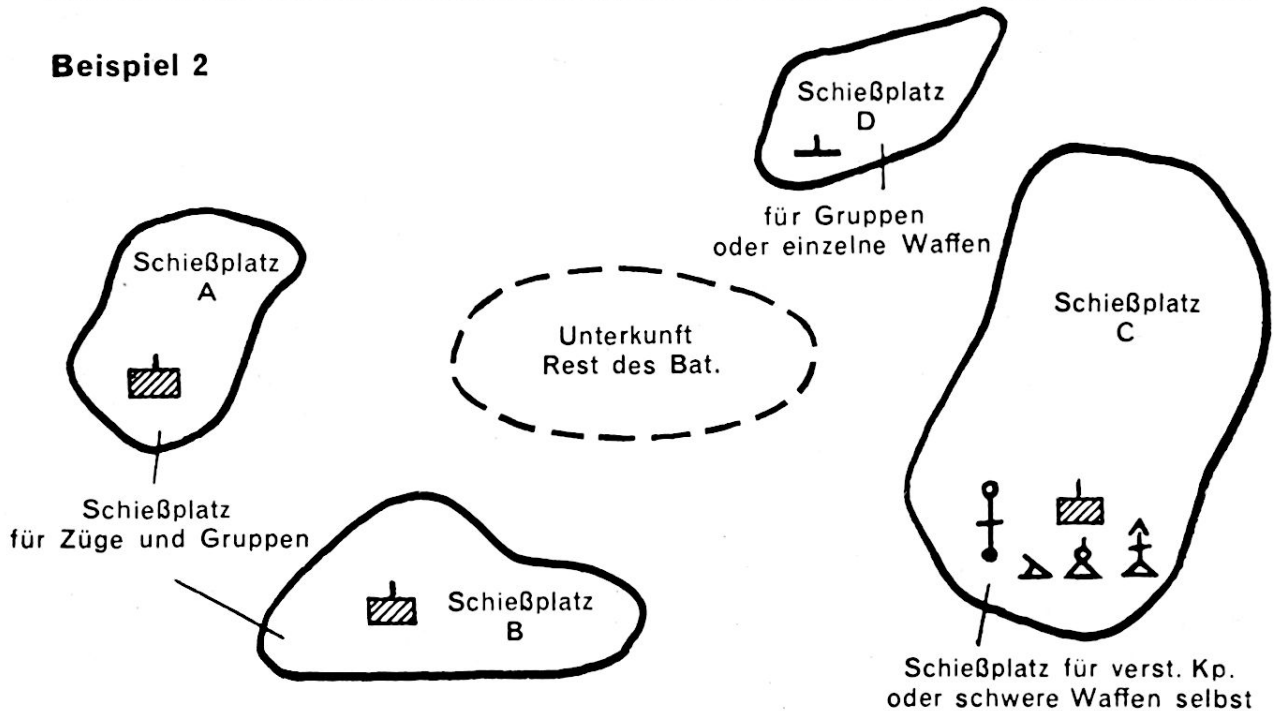 Beispiel 2
Schießplatz
D
für Gruppen
oder einzelne Waffen
Schießplatz
A
Unterkunft
Rest des Bat.
Schießplatz
C
Schießplatz
für Züge und Gruppen
Schießplatz
B
Schießplatz für verst. Kp.
oder schwere Waffen selbst